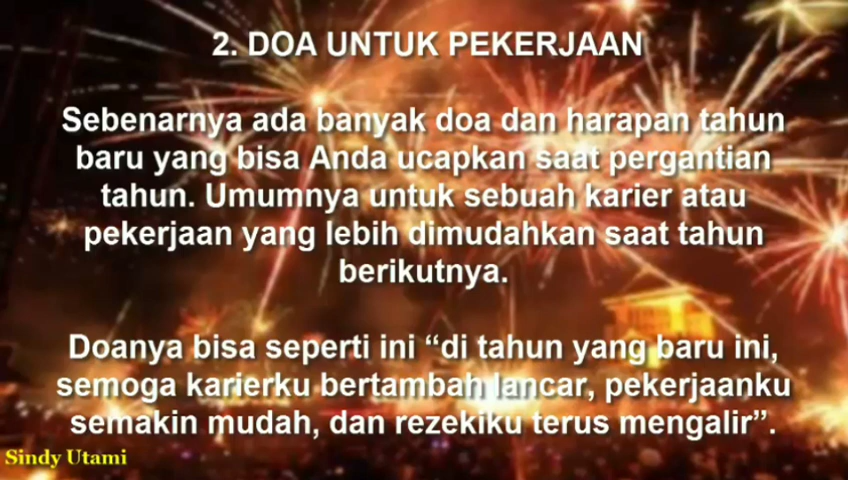 2. DOA UNTUK PEKERJAAN
Sebenarnya ada banyak doa dan harapan tahun
baru yang bisa Anda ucapkan saat pergantian
tahun. Umumnya untuk sebuah karier atau
pekerjaan yang lebih dimudahkan saat tahun
berikutnya.
Doanya bisa seperti ini “di tahun yang baru ini,
semoga karierku bertambah lancar, pekerjaanku
semakin mudah, dan rezekiku terus mengalir”.
Sindy Utami